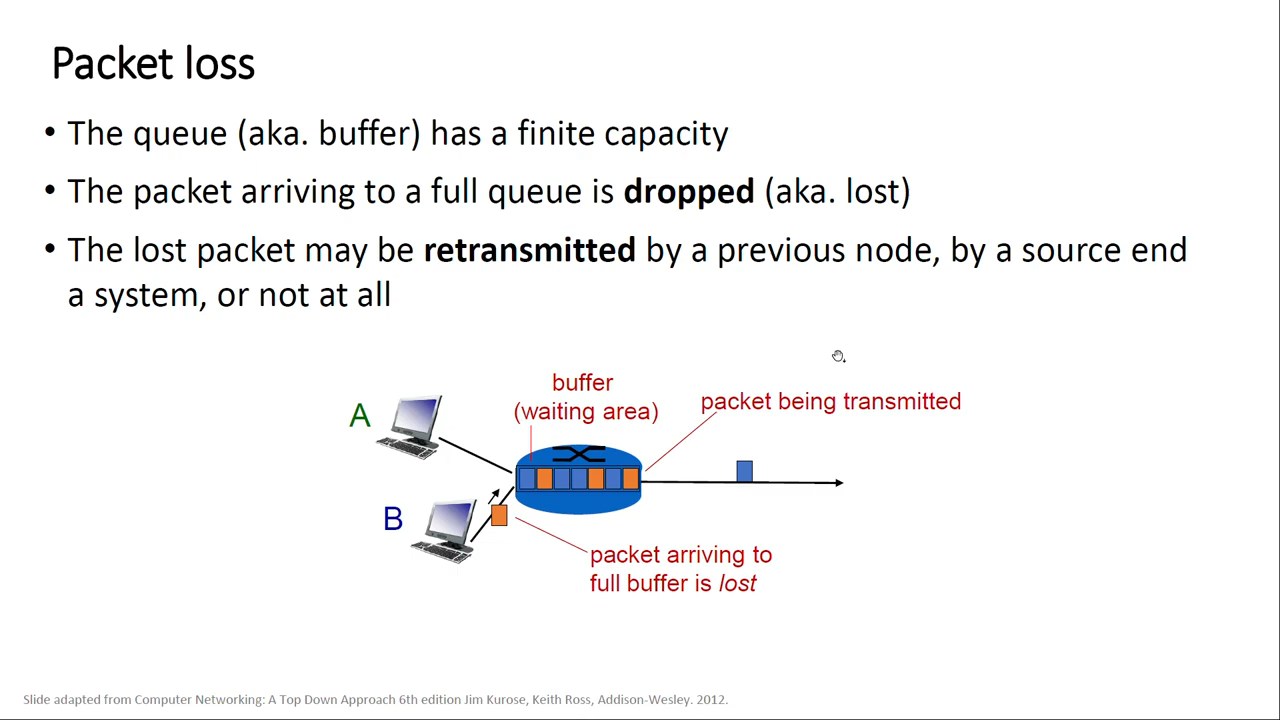 Packet loss
• The queue (aka. buffer) has a finite capacity
• The packet arriving to a full queue is dropped (aka. lost)
• The lost packet may be retransmitted by a previous node, by a source end
a system, or not at all
buffer
(waiting area)
packet being transmitted
A
B
packet arriving to
full buffer is lost
Slide adapted from Computer Networking: A Top Down Approach 6th edition Jim Kurose, Keith Ross, Addison-Wesley. 2012.